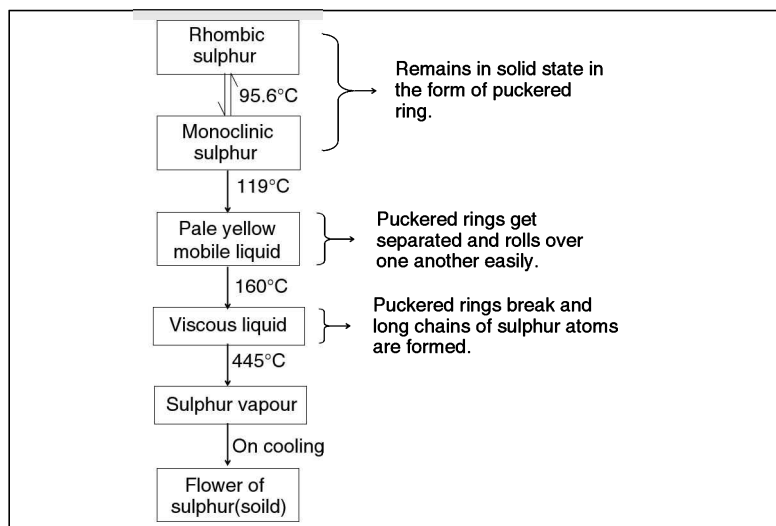 Rhombic
sulphur
95.6°C
Remains in solid state in
the form of puckered
ring.
Monoclinic
sulphur
119°C
Pale yellow
mobile liquid
Puckered rings get
separated and rolls over
one another easily.
160°C
Viscous liquid
Puckered rings break and
long chains of sulphur atoms
are formed.
445°C
Sulphur vapour
On cooling
Flower of
sulphur(soild)